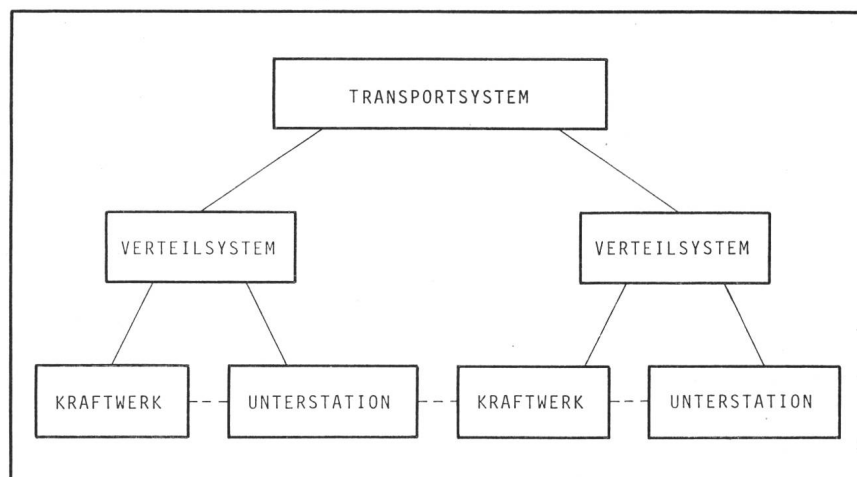 TRANSPORTSYSTEM
VERTEILSYSTEM VERTEILSYSTEM
KRAFTWERK UNTERSTATION KRAFTWERK UNTERSTATION